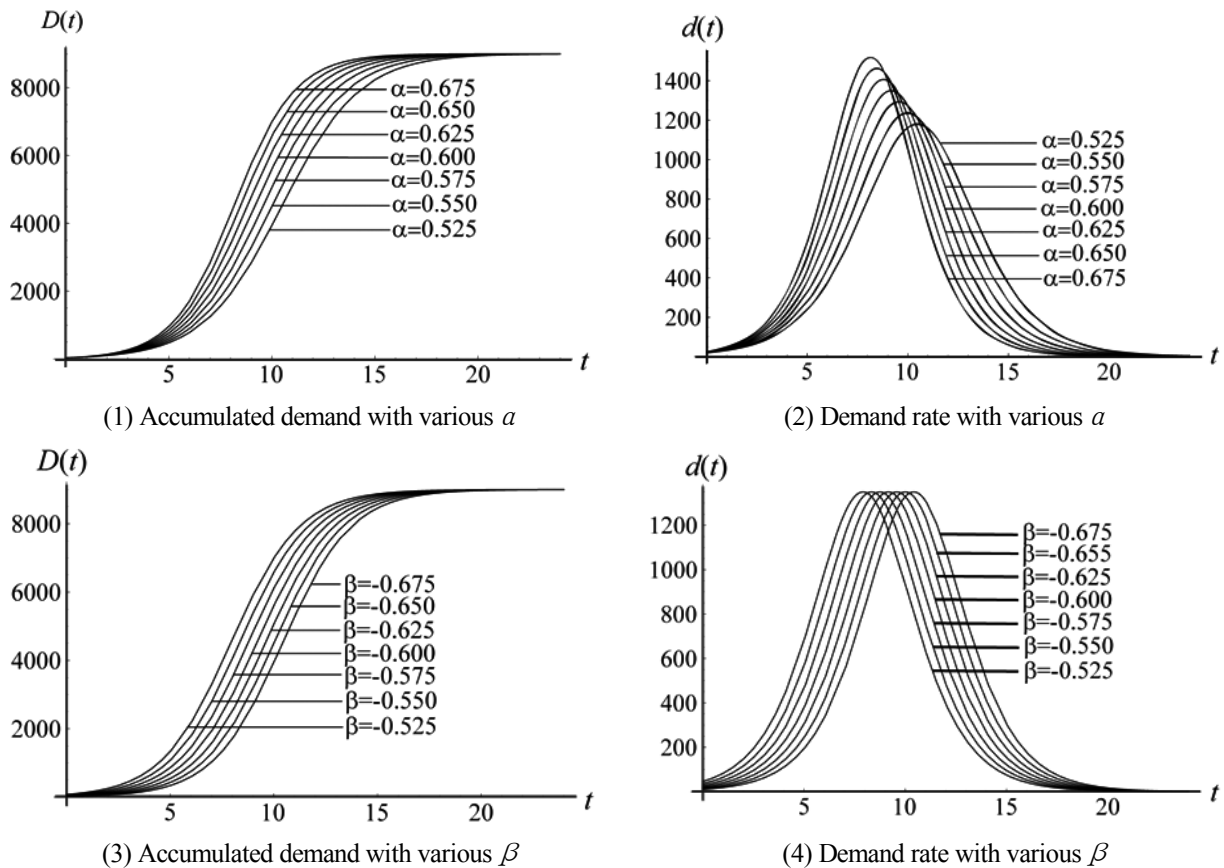 D(t)
8000
6000
4000
2000
α=0.675
α=0.650
α=0.625
α=0.600
α=0.575
α=0.550
α=0.525
5 10 15 20 t
(1) Accumulated demand with various a
d(t)
1400
1200
1000
800
600
400
200
α=0.525
α=0.550
α=0.575
α=0.600
α=0.625
α=0.650
α=0.675
5 10 15 20 t
(2) Demand rate with various a
D(t)
8000
6000
4000
2000
β=-0.675
β=-0.650
β=-0.625
β=-0.600
β=-0.575
β=-0.550
β=-0.525
5 10 15 20 t
(3) Accumulated demand with various β
d(t)
1200
1000
800
600
400
200
β=-0.675
β=-0.655
β=-0.625
β=-0.600
β=-0.575
β=-0.550
β=-0.525
5 10 15 20 t
(4) Demand rate with various β